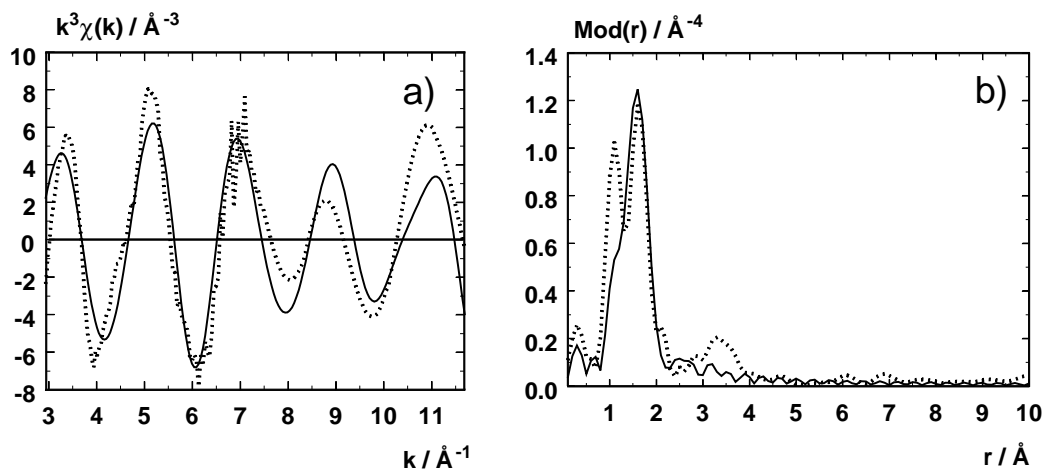 k³χ(k) / Å⁻³
a)
10
8
6
4
2
0
-2
-4
-6
-8
3 4 5 6 7 8 9 10 11
k / Å⁻¹
Mod(r) / Å⁻⁴
b)
1.4
1.2
1.0
0.8
0.6
0.4
0.2
0.0
1 2 3 4 5 6 7 8 9 10
r / Å